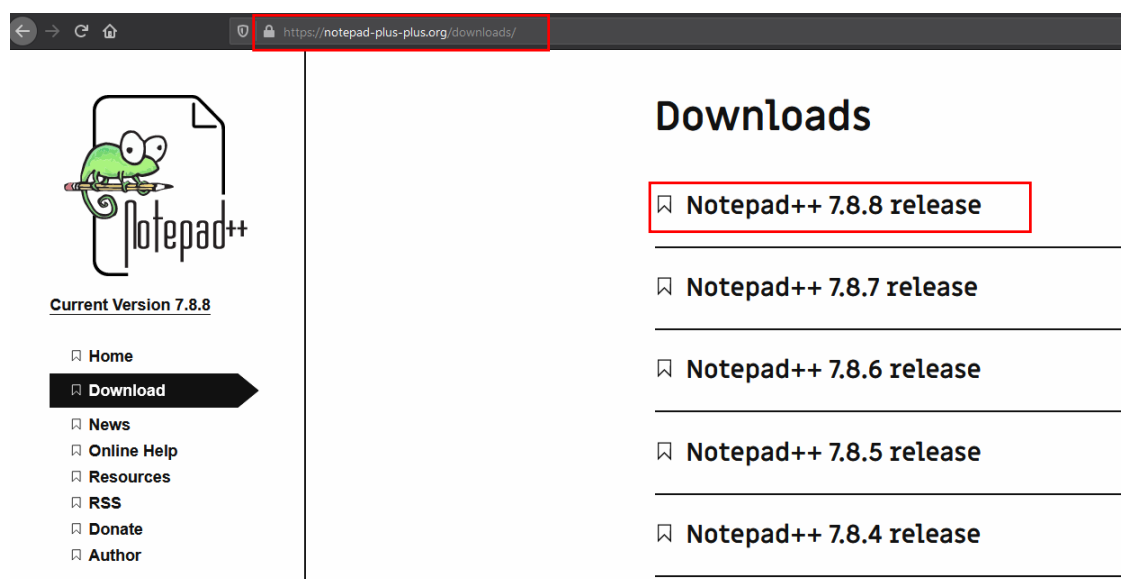 https://notepad-plus-plus.org/downloads/
Notepad++
Current Version 7.8.8
Home
Download
News
Online Help
Resources
RSS
Donate
Author
Downloads
Notepad++ 7.8.8 release
Notepad++ 7.8.7 release
Notepad++ 7.8.6 release
Notepad++ 7.8.5 release
Notepad++ 7.8.4 release